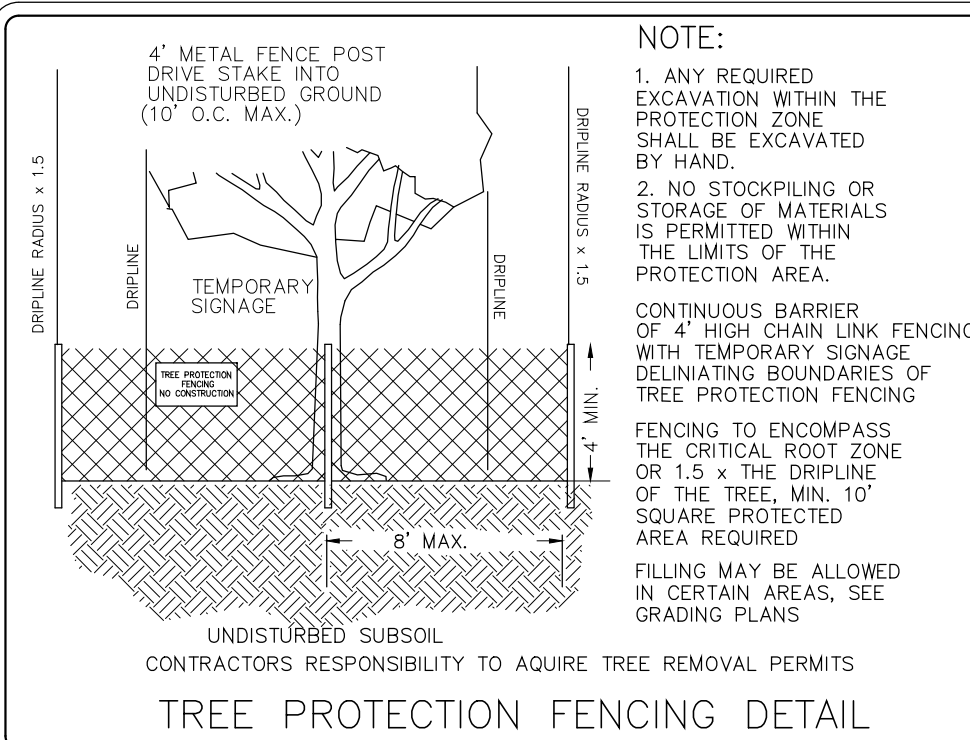 4' METAL FENCE POST
DRIVE STAKE INTO
UNDISTURBED GROUND
(10' O.C. MAX.)
DRIPLINE RADIUS x 1.5
DRIPLINE
TEMPORARY
SIGNAGE
DRIPLINE
DRIPLINE RADIUS x 1.5
TREE PROTECTION
FENCING
NO CONSTRUCTION
4' MIN.
8' MAX.
UNDISTURBED SUBSOIL
NOTE:
1. ANY REQUIRED
EXCAVATION WITHIN THE
PROTECTION ZONE
SHALL BE EXCAVATED
BY HAND.
2. NO STOCKPILING OR
STORAGE OF MATERIALS
IS PERMITTED WITHIN
THE LIMITS OF THE
PROTECTION AREA.
CONTINUOUS BARRIER
OF 4' HIGH CHAIN LINK FENCING
WITH TEMPORARY SIGNAGE
DELINIATING BOUNDARIES OF
TREE PROTECTION FENCING
FENCING TO ENCOMPASS
THE CRITICAL ROOT ZONE
OR 1.5 x THE DRIPLINE
OF THE TREE, MIN. 10'
SQUARE PROTECTED
AREA REQUIRED
FILLING MAY BE ALLOWED
IN CERTAIN AREAS, SEE
GRADING PLANS
CONTRACTORS RESPONSIBILITY TO AQUIRE TREE REMOVAL PERMITS
TREE PROTECTION FENCING DETAIL